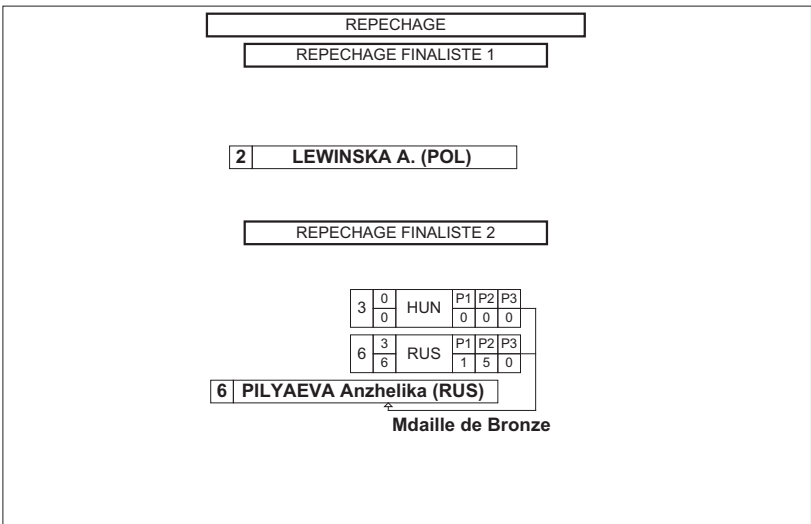 REPECHAGE
REPECHAGE FINALISTE 1
2 LEWINSKA A. (POL)
REPECHAGE FINALISTE 2
3 0 HUN P1 P2 P3
0 0 0 0
6 3 RUS P1 P2 P3
6 1 5 0
6 PILYAEVA Anzhelika (RUS)
Mdaille de Bronze